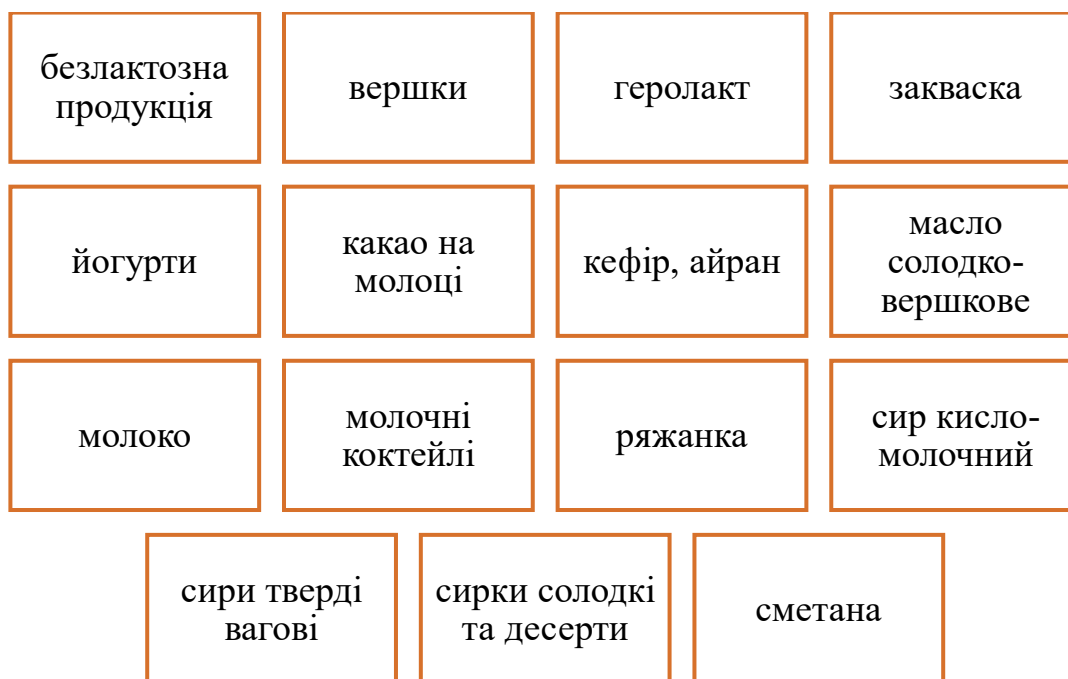 безлактозна
продукція
вершки
геролакт
закваска
йогурти
какао на
молоці
кефір, айран
масло
солодко-
вершкове
молоко
молочні
коктейлі
ряжанка
сир кисло-
молочний
сири тверді
вагові
сирки солодкі
та десерти
сметана